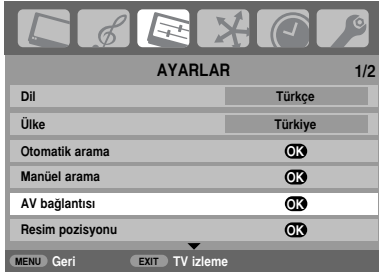 AYARLAR 1/2
Dil Türkçe
Ülke Türkiye
Otomatik arama OK
Manüel arama OK
AV bağlantısı OK
Resim pozisyonu OK
MENU Geri EXIT TV izleme